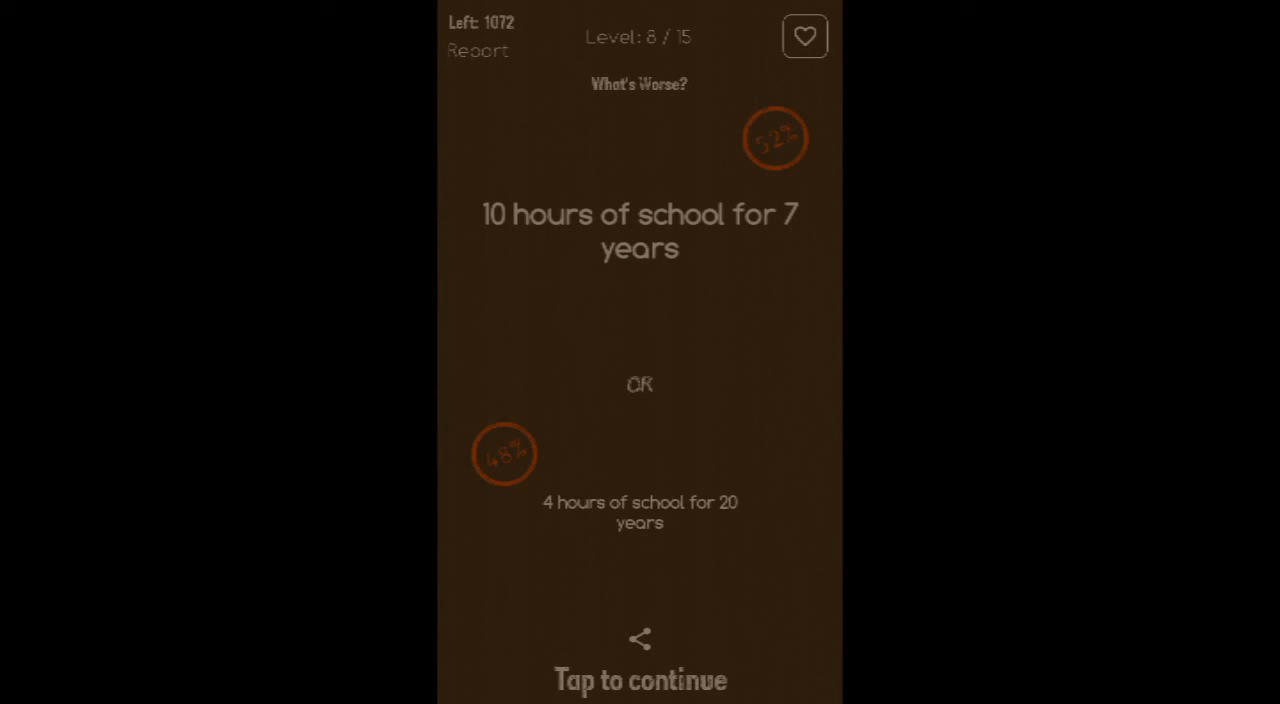 Left: 1072
Level: 8 / 15
Report
What's Worse?
52%
10 hours of school for 7
years
OR
48%
4 hours of school for 20
years
Tap to continue